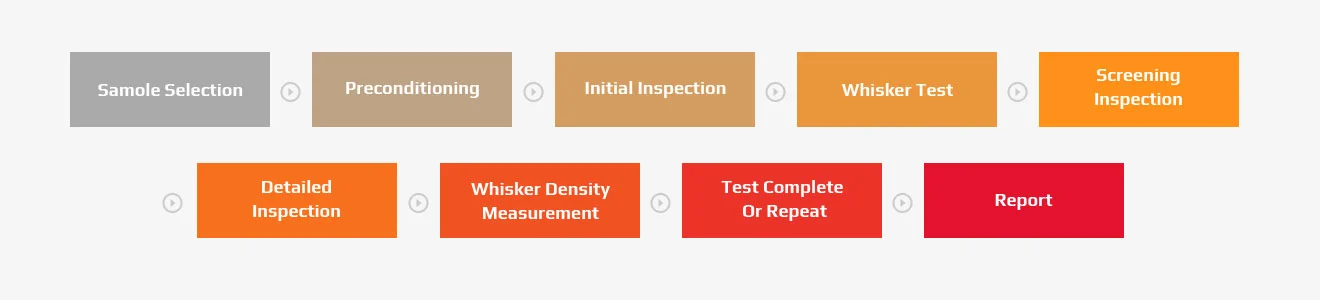 Samole Selection
Preconditioning
Initial Inspection
Whisker Test
Screening
Inspection
Detailed
Inspection
Whisker Density
Measurement
Test Complete
Or Repeat
Report